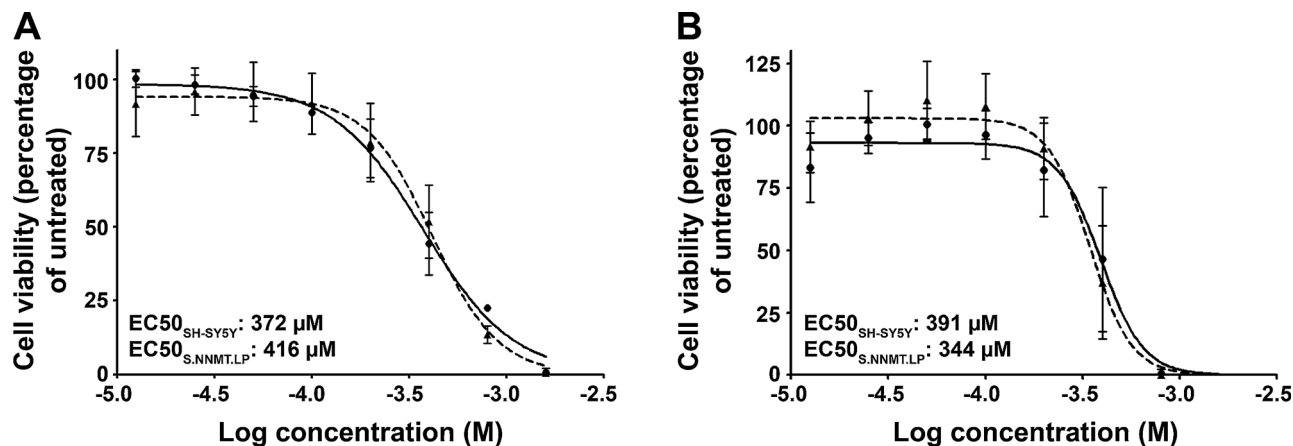 A
Cell viability (percentage
of untreated)
100
75
50
25
0
EC50SH-SY5Y: 372 µM
EC50S.NNMT.LP: 416 µM
-5.0 -4.5 -4.0 -3.5 -3.0 -2.5
Log concentration (M)
B
Cell viability (percentage
of untreated)
125
100
75
50
25
0
EC50SH-SY5Y: 391 µM
EC50S.NNMT.LP: 344 µM
-5.0 -4.5 -4.0 -3.5 -3.0 -2.5
Log concentration (M)